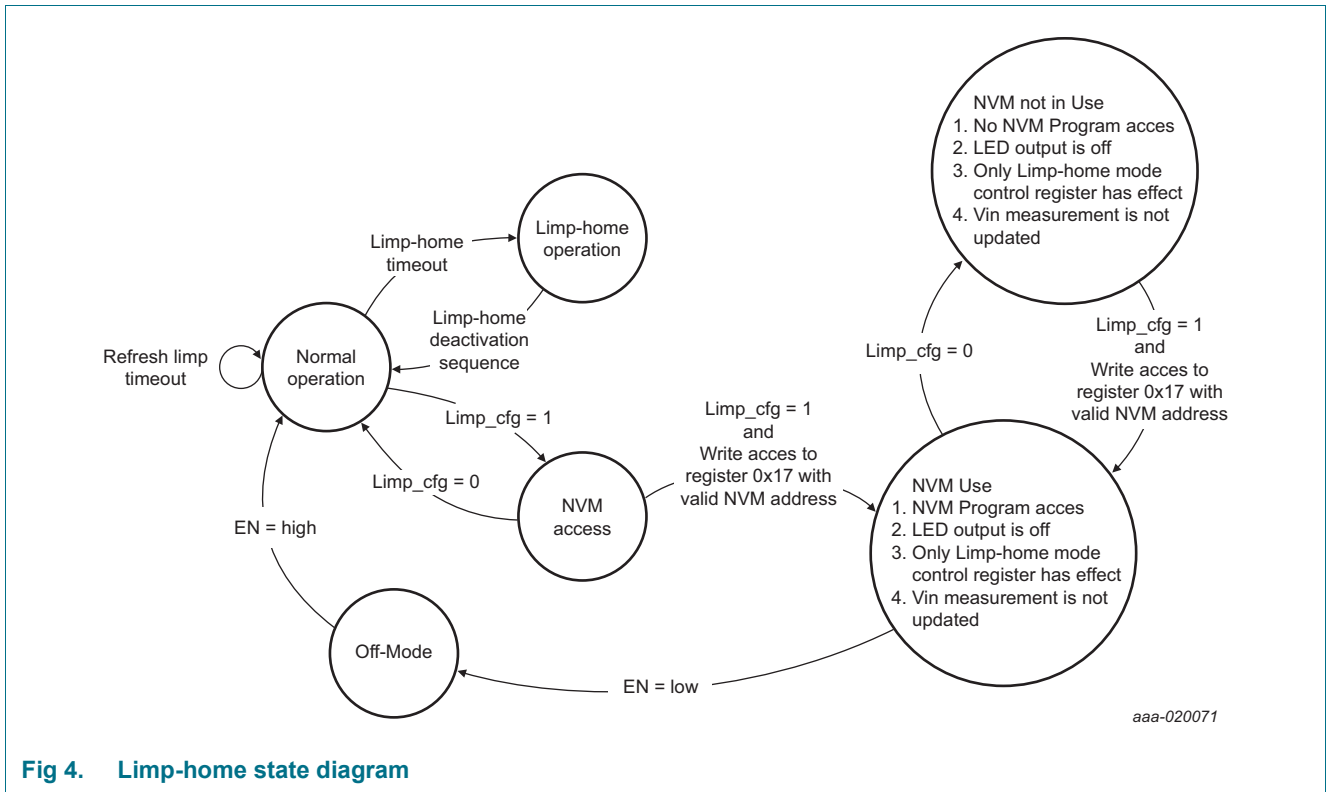 NVM not in Use
1. No NVM Program acces
2. LED output is off
3. Only Limp-home mode
control register has effect
4. Vin measurement is not
updated
Limp-home
operation
Limp-home
timeout
Limp-home
deactivation
sequence
Refresh limp
timeout
Normal
operation
Limp_cfg = 1
Limp_cfg = 0
NVM
access
Limp_cfg = 1
and
Write acces to
register 0x17 with
valid NVM address
Limp_cfg = 0
Limp_cfg = 1
and
Write acces to
register 0x17 with
valid NVM address
NVM Use
1. NVM Program acces
2. LED output is off
3. Only Limp-home mode
control register has effect
4. Vin measurement is not
updated
EN = high
Off-Mode
EN = low
aaa-020071
Fig 4. Limp-home state diagram